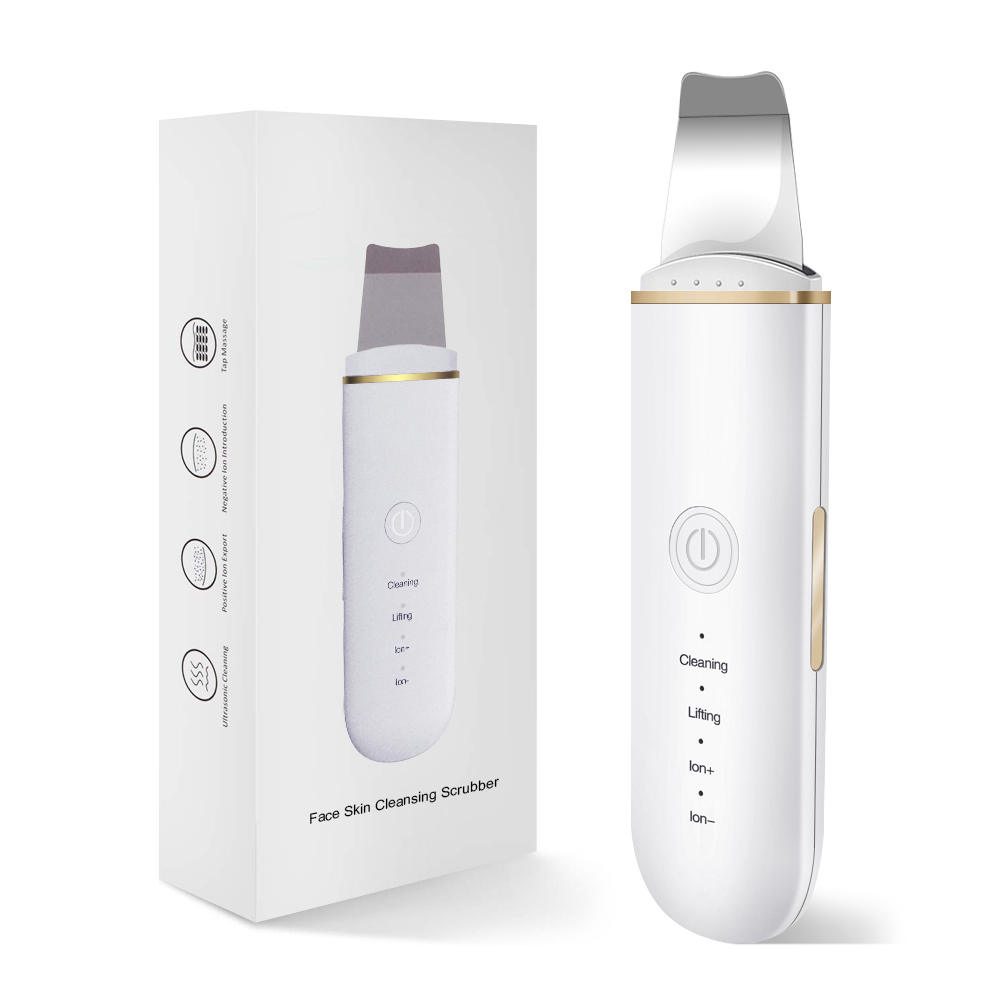 Tap Massage
Negative Ion Introduction
Positive Ion Export
Ultrasonic Cleaning
Cleaning
Lifting
Ion+
Ion-
Face Skin Cleansing Scrubber
Cleaning
Lifting
Ion+
Ion–